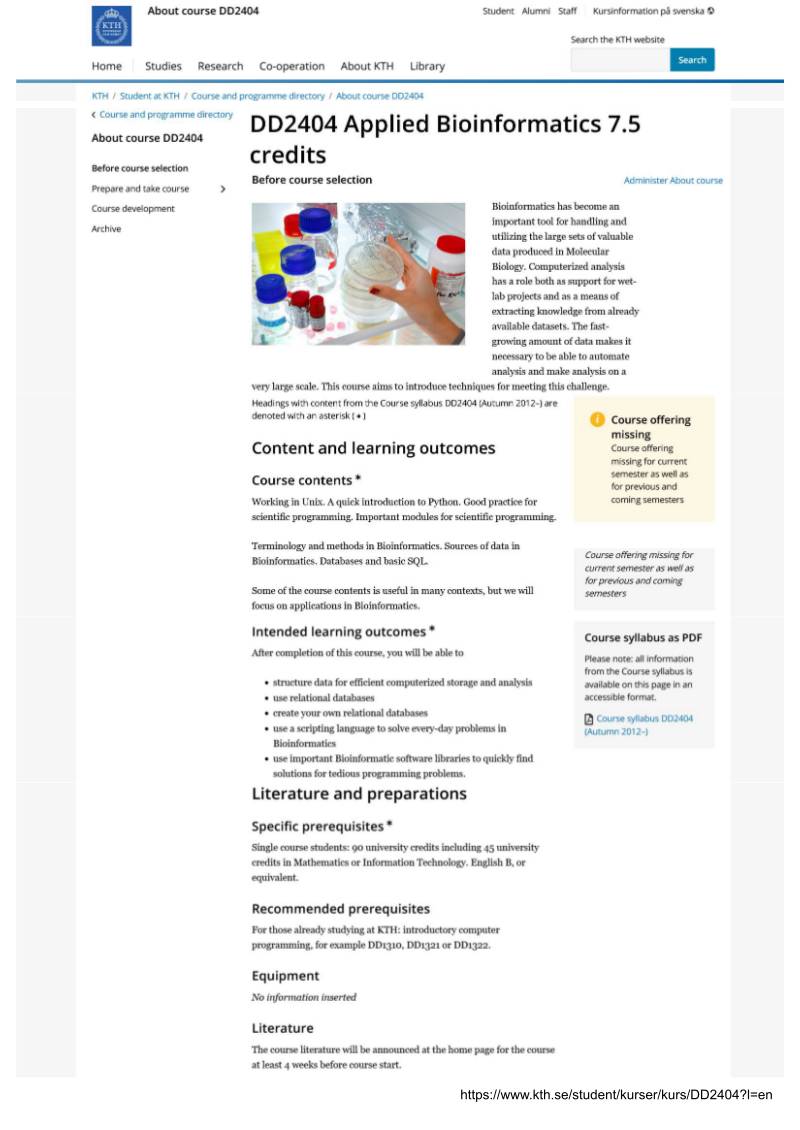 KTH
About course DD2404
Student Alumni Staff Kursinformation på svenska
Search the KTH website
Search
Home Studies Research Co-operation About KTH Library
KTH / Student at KTH / Course and programme directory / About course DD2404
Course and programme directory
About course DD2404
Before course selection
Prepare and take course
Course development
Archive
DD2404 Applied Bioinformatics 7.5
credits
Before course selection
Administer About course
Bioinformatics has become an
important tool for handling and
utilizing the large sets of valuable
data produced in Molecular
Biology. Computerized analysis
has a role both as support for wet-
lab projects and as a means of
extracting knowledge from already
available datasets. The fast-
growing amount of data makes it
necessary to be able to automate
analysis and make analysis on a
very large scale. This course aims to introduce techniques for meeting this challenge.
Headings with content from the Course syllabus DD2404 (Autumn 2012–) are
denoted with an asterisk ( * )
Content and learning outcomes
Course contents *
Working in Unix. A quick introduction to Python. Good practice for
scientific programming. Important modules for scientific programming.
Terminology and methods in Bioinformatics. Sources of data in
Bioinformatics. Databases and basic SQL.
Some of the course contents is useful in many contexts, but we will
focus on applications in Bioinformatics.
Intended learning outcomes *
After completion of this course, you will be able to
• structure data for efficient computerized storage and analysis
• use relational databases
• create your own relational databases
• use a scripting language to solve every-day problems in
Bioinformatics
• use important Bioinformatic software libraries to quickly find
solutions for tedious programming problems.
Literature and preparations
Specific prerequisites *
Single course students: 90 university credits including 45 university
credits in Mathematics or Information Technology. English B, or
equivalent.
Recommended prerequisites
For those already studying at KTH: introductory computer
programming, for example DD1310, DD1321 or DD1322.
Equipment
No information inserted
Literature
The course literature will be announced at the home page for the course
at least 4 weeks before course start.
Course offering
missing
Course offering
missing for current
semester as well as
for previous and
coming semesters
Course offering missing for
current semester as well as
for previous and coming
semesters
Course syllabus as PDF
Please note: all information
from the Course syllabus is
available on this page in an
accessible format.
Course syllabus DD2404
(Autumn 2012–)
https://www.kth.se/student/kurser/kurs/DD2404?l=en